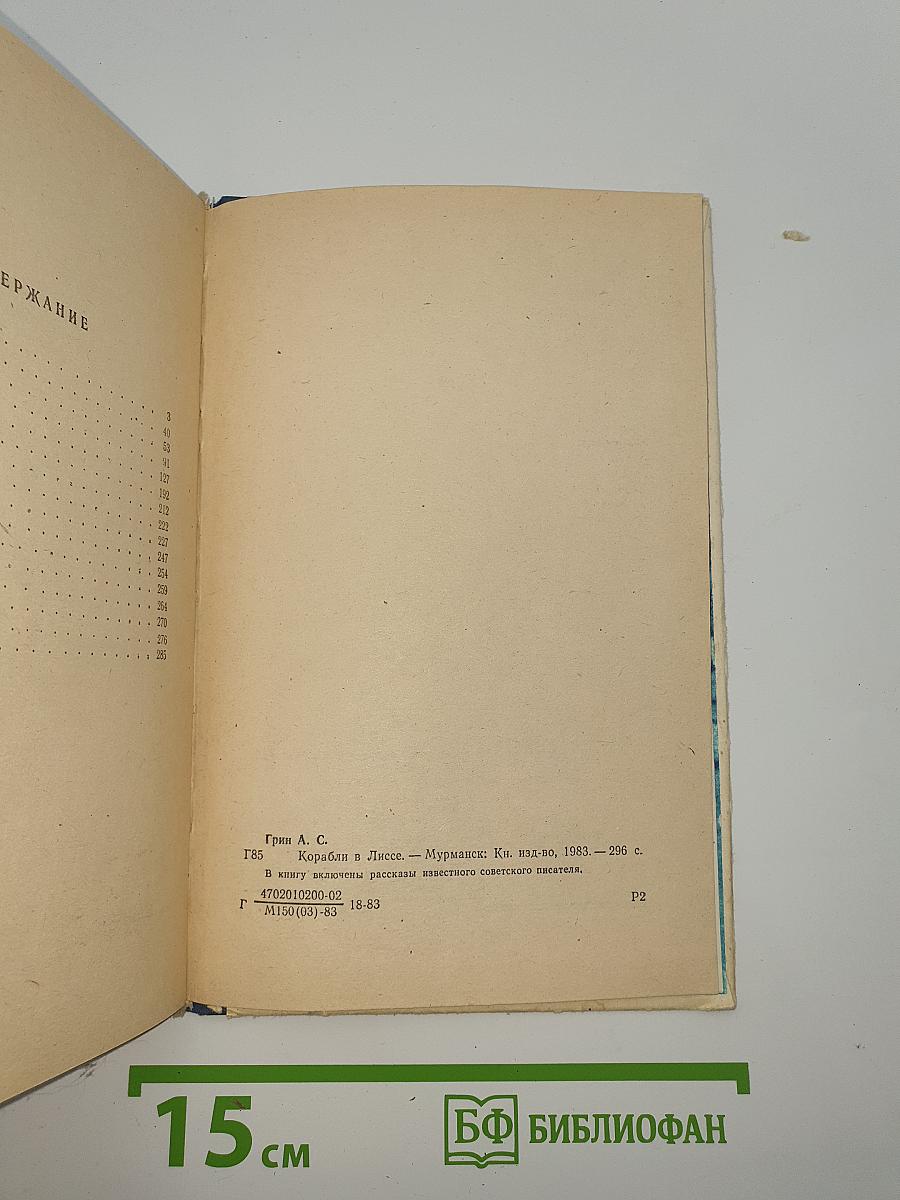 ЕРЖАНИЕ
3
40
53
91
127
192
212
222
227
247
254
259
264
270
276
285
Грин А. С.
Г85 Корабли в Лиссе. — Мурманск: Кн. изд-во, 1983. — 296 с.
В книгу включены рассказы известного советского писателя.
Г 4702010200-02 18-83 Р2
М150(03)-83
15 см
БФ БИБЛИОФАН